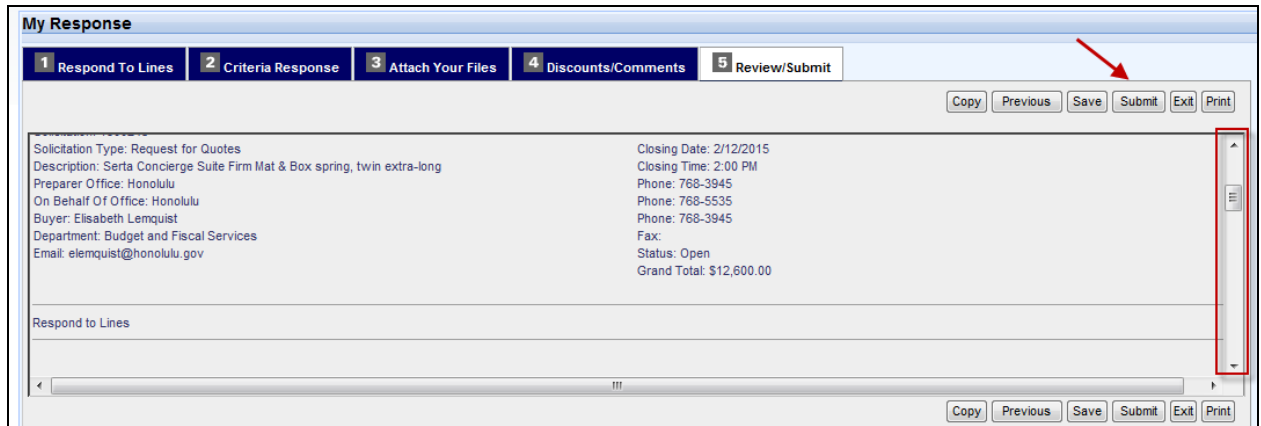 My Response
1 Respond To Lines 2 Criteria Response 3 Attach Your Files 4 Discounts/Comments 5 Review/Submit
Copy Previous Save Submit Exit Print
Solicitation Type: Request for Quotes Closing Date: 2/12/2015
Description: Serta Concierge Suite Firm Mat & Box spring, twin extra-long Closing Time: 2:00 PM
Preparer Office: Honolulu Phone: 768-3945
On Behalf Of Office: Honolulu Phone: 768-5535
Buyer: Elisabeth Lemquist Phone: 768-3945
Department: Budget and Fiscal Services Fax:
Email: elemquist@honolulu.gov Status: Open
Grand Total: $12,600.00
Respond to Lines
Copy Previous Save Submit Exit Print